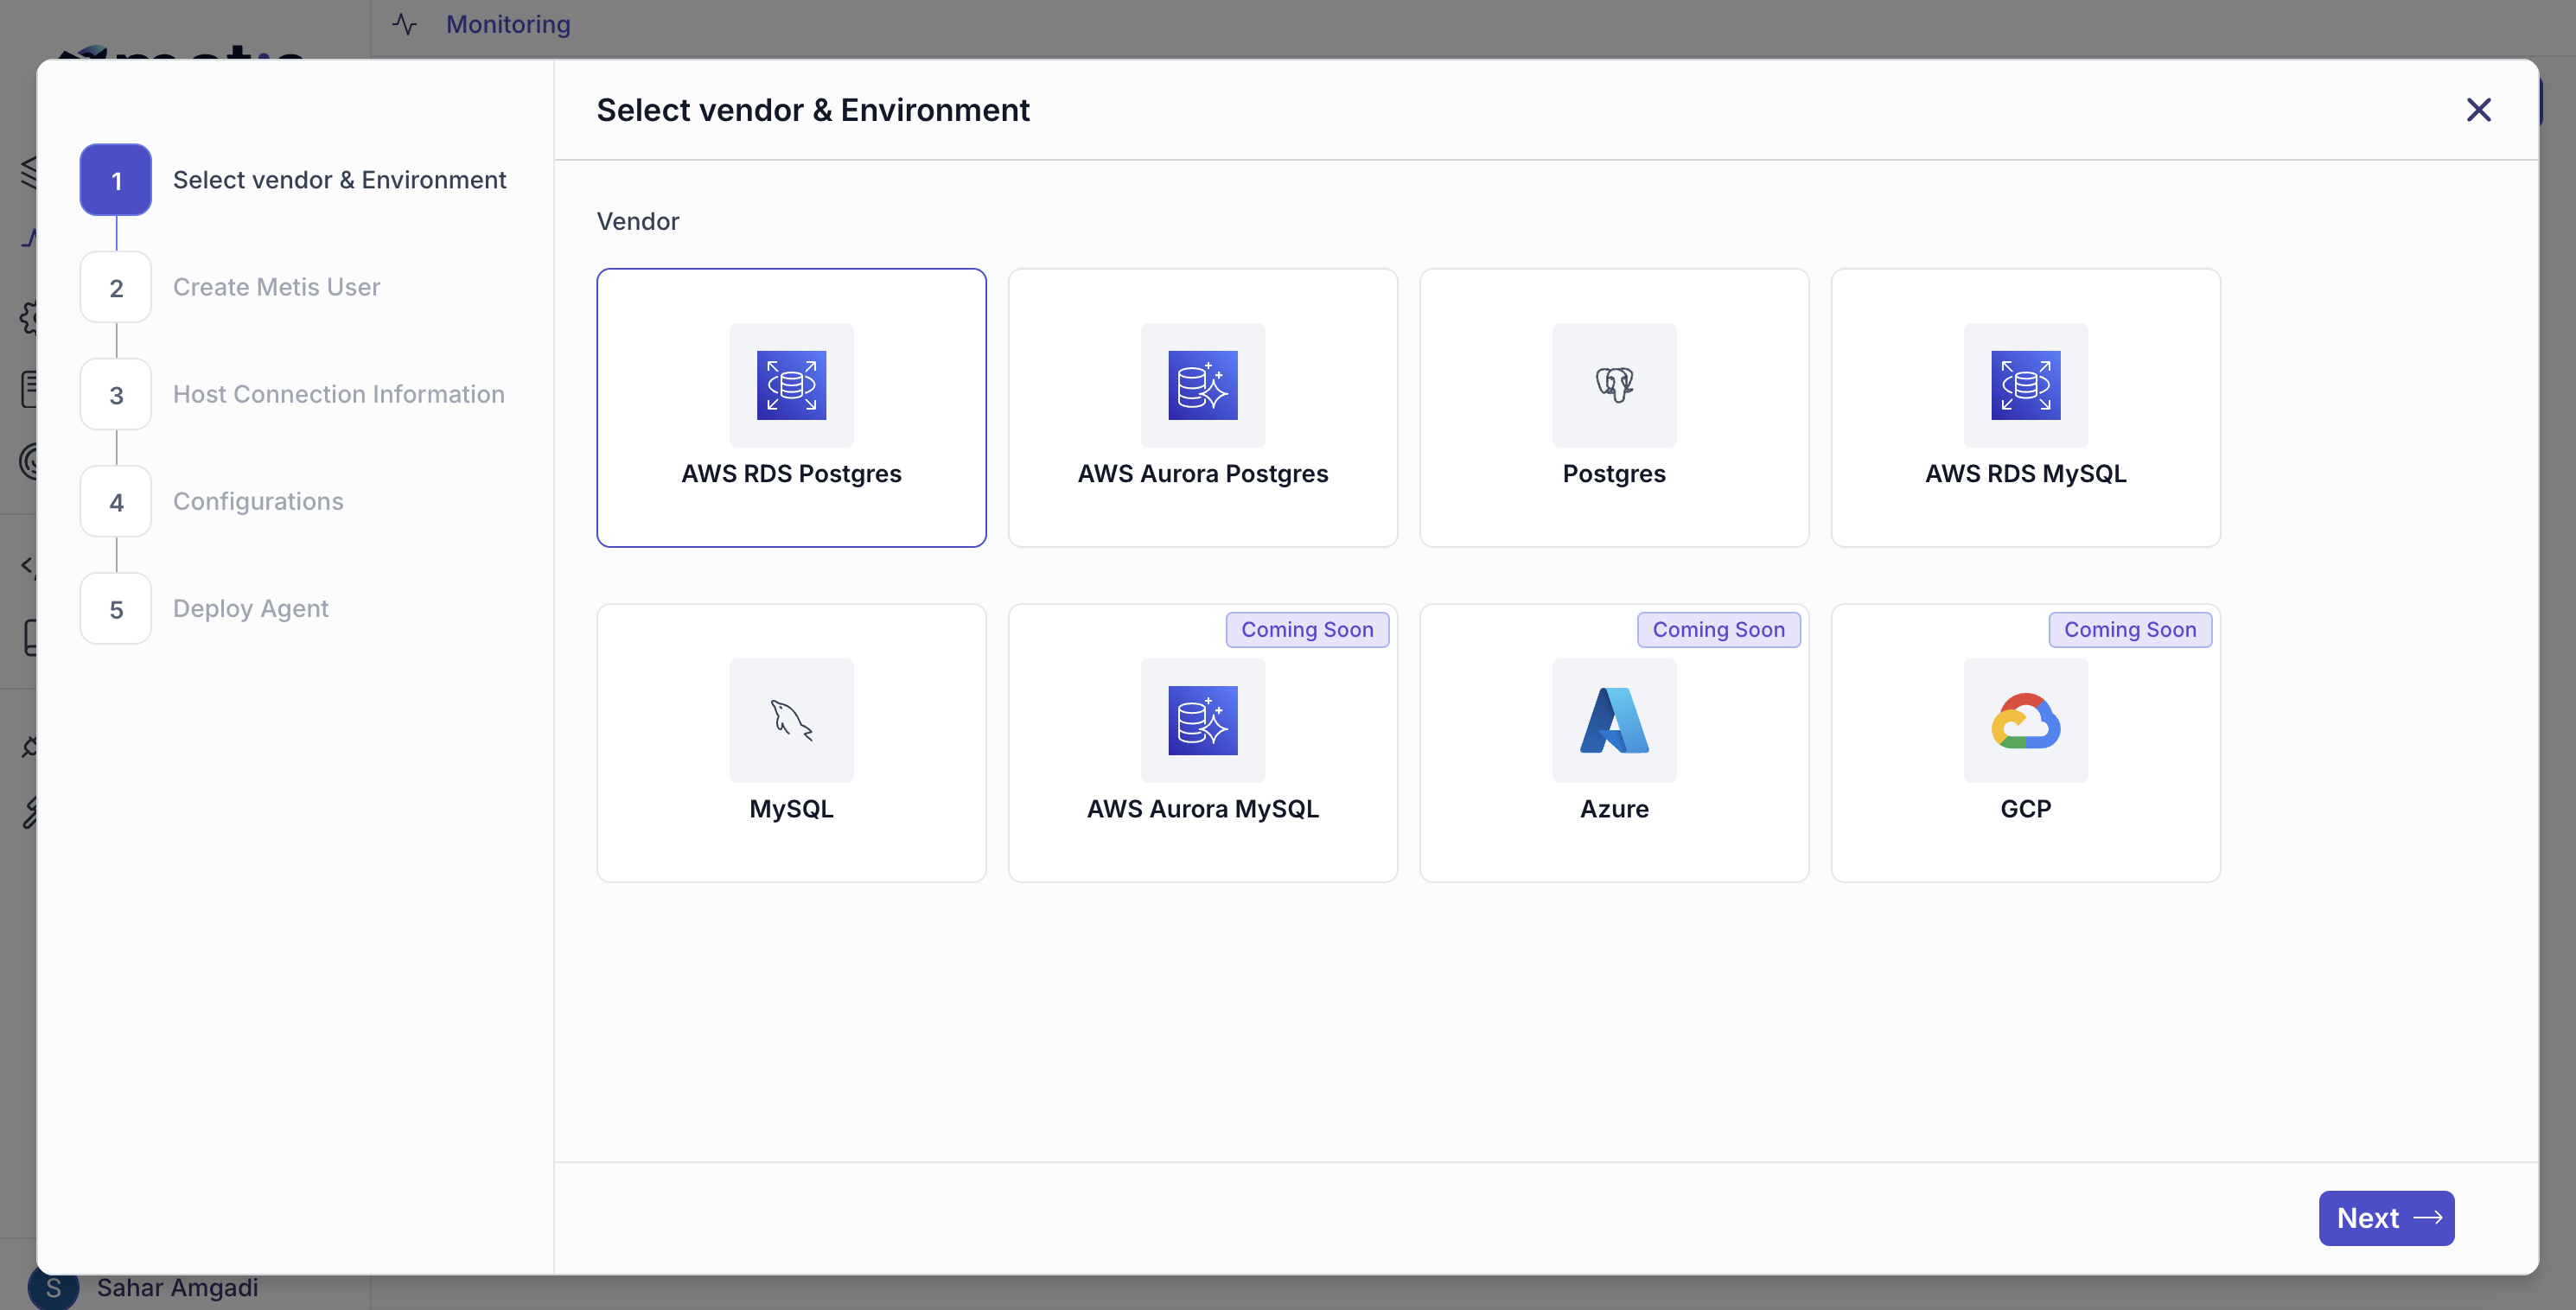 Monitoring
Select vendor & Environment
1
Select vendor & Environment
2
Create Metis User
3
Host Connection Information
4
Configurations
5
Deploy Agent
Vendor
AWS RDS Postgres
AWS Aurora Postgres
Postgres
AWS RDS MySQL
MySQL
Coming Soon
AWS Aurora MySQL
Coming Soon
Azure
Coming Soon
GCP
Next
S
Sahar Amgadi